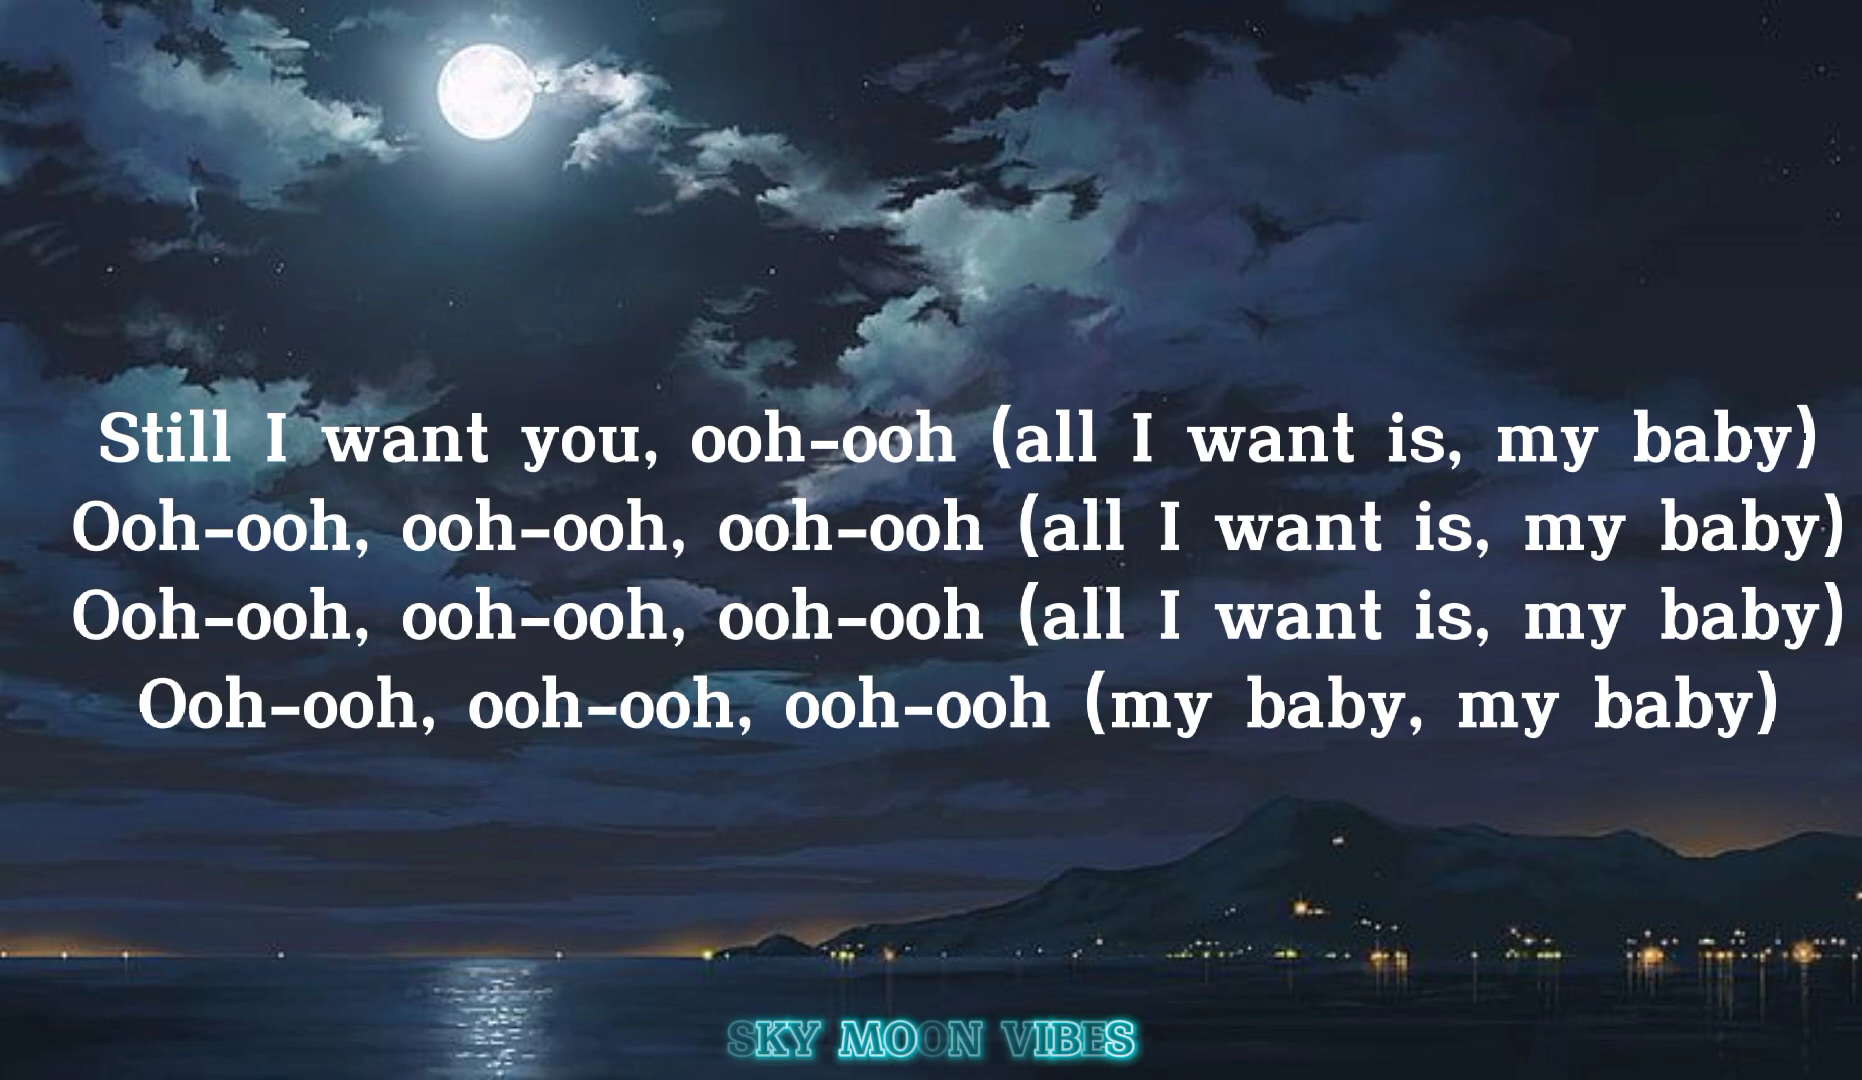 Still I want you, ooh-ooh (all I want is, my baby)
Ooh-ooh, ooh-ooh, ooh-ooh (all I want is, my baby)
Ooh-ooh, ooh-ooh, ooh-ooh (all I want is, my baby)
Ooh-ooh, ooh-ooh, ooh-ooh (my baby, my baby)
SKY MOON VIBES